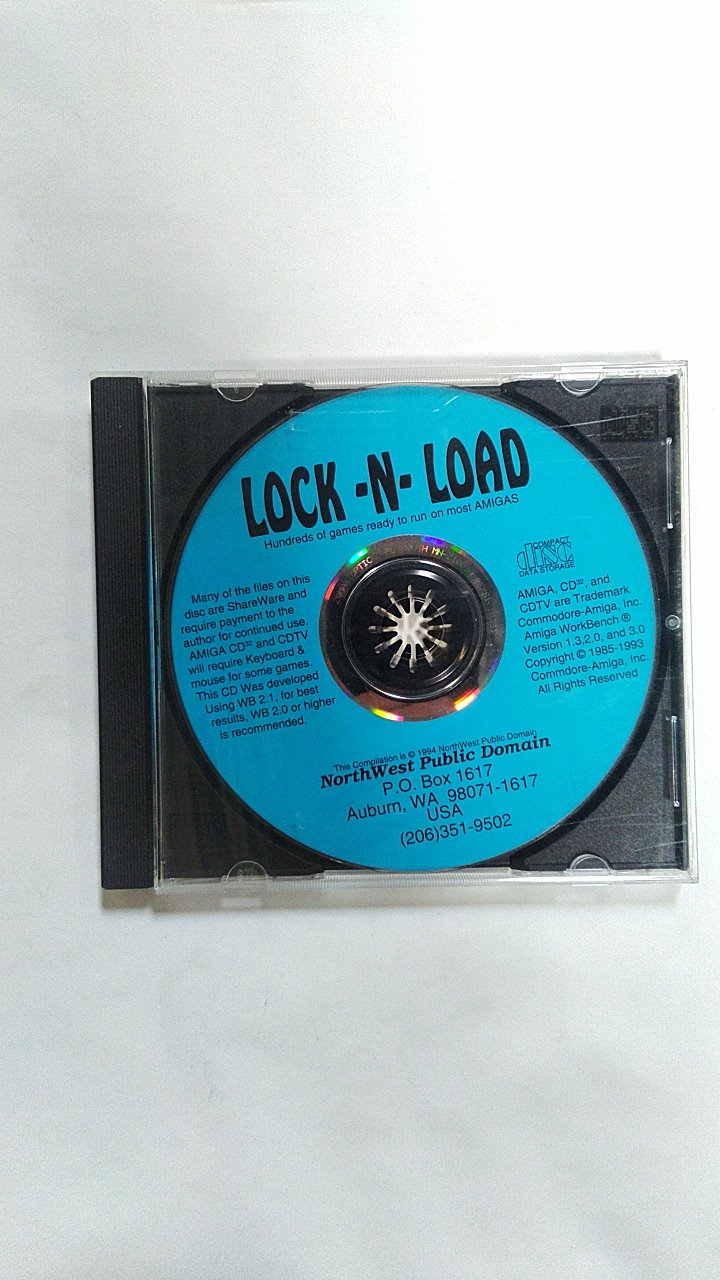 LOCK -N- LOAD
Hundreds of games ready to run on most AMIGAS
Many of the files on this
disc are ShareWare and
require payment to the
author for continued use.
AMIGA CD³² and CDTV
will require Keyboard &
mouse for some games.
This CD Was developed
Using WB 2.1, for best
results, WB 2.0 or higher
is recommended.
COMPACT
disc
DATA STORAGE
AMIGA, CD³², and
CDTV are Trademark
Commodore-Amiga, Inc.
Amiga WorkBench ®
Version 1.3.2.0, and 3.0
Copyright © 1985-1993
Commdore-Amiga, Inc.
All Rights Reserved
This Compilation is © 1994 NorthWest Public Domain
NorthWest Public Domain
P.O. Box 1617
Auburn, WA 98071-1617
USA
(206)351-9502